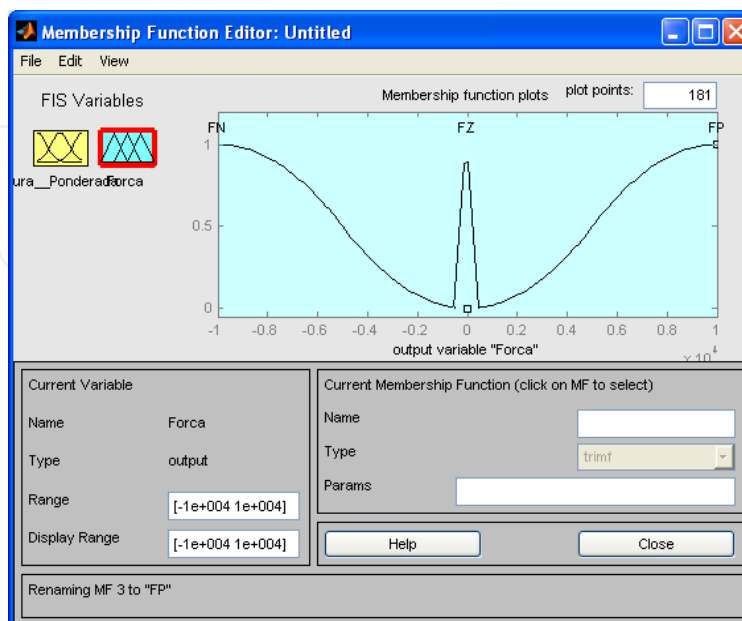 Membership Function Editor: Untitled
File Edit View
FIS Variables
Membership function plots plot points: 181
FN FZ FP
ura__Ponderada Forca
1
0.5
0
-1 -0.8 -0.6 -0.4 -0.2 0 0.2 0.4 0.6 0.8 1
output variable "Forca"
x 10⁴
Current Variable
Name Forca
Type output
Range [-1e+004 1e+004]
Display Range [-1e+004 1e+004]
Current Membership Function (click on MF to select)
Name
Type trimf
Params
Help Close
Renaming MF 3 to "FP"